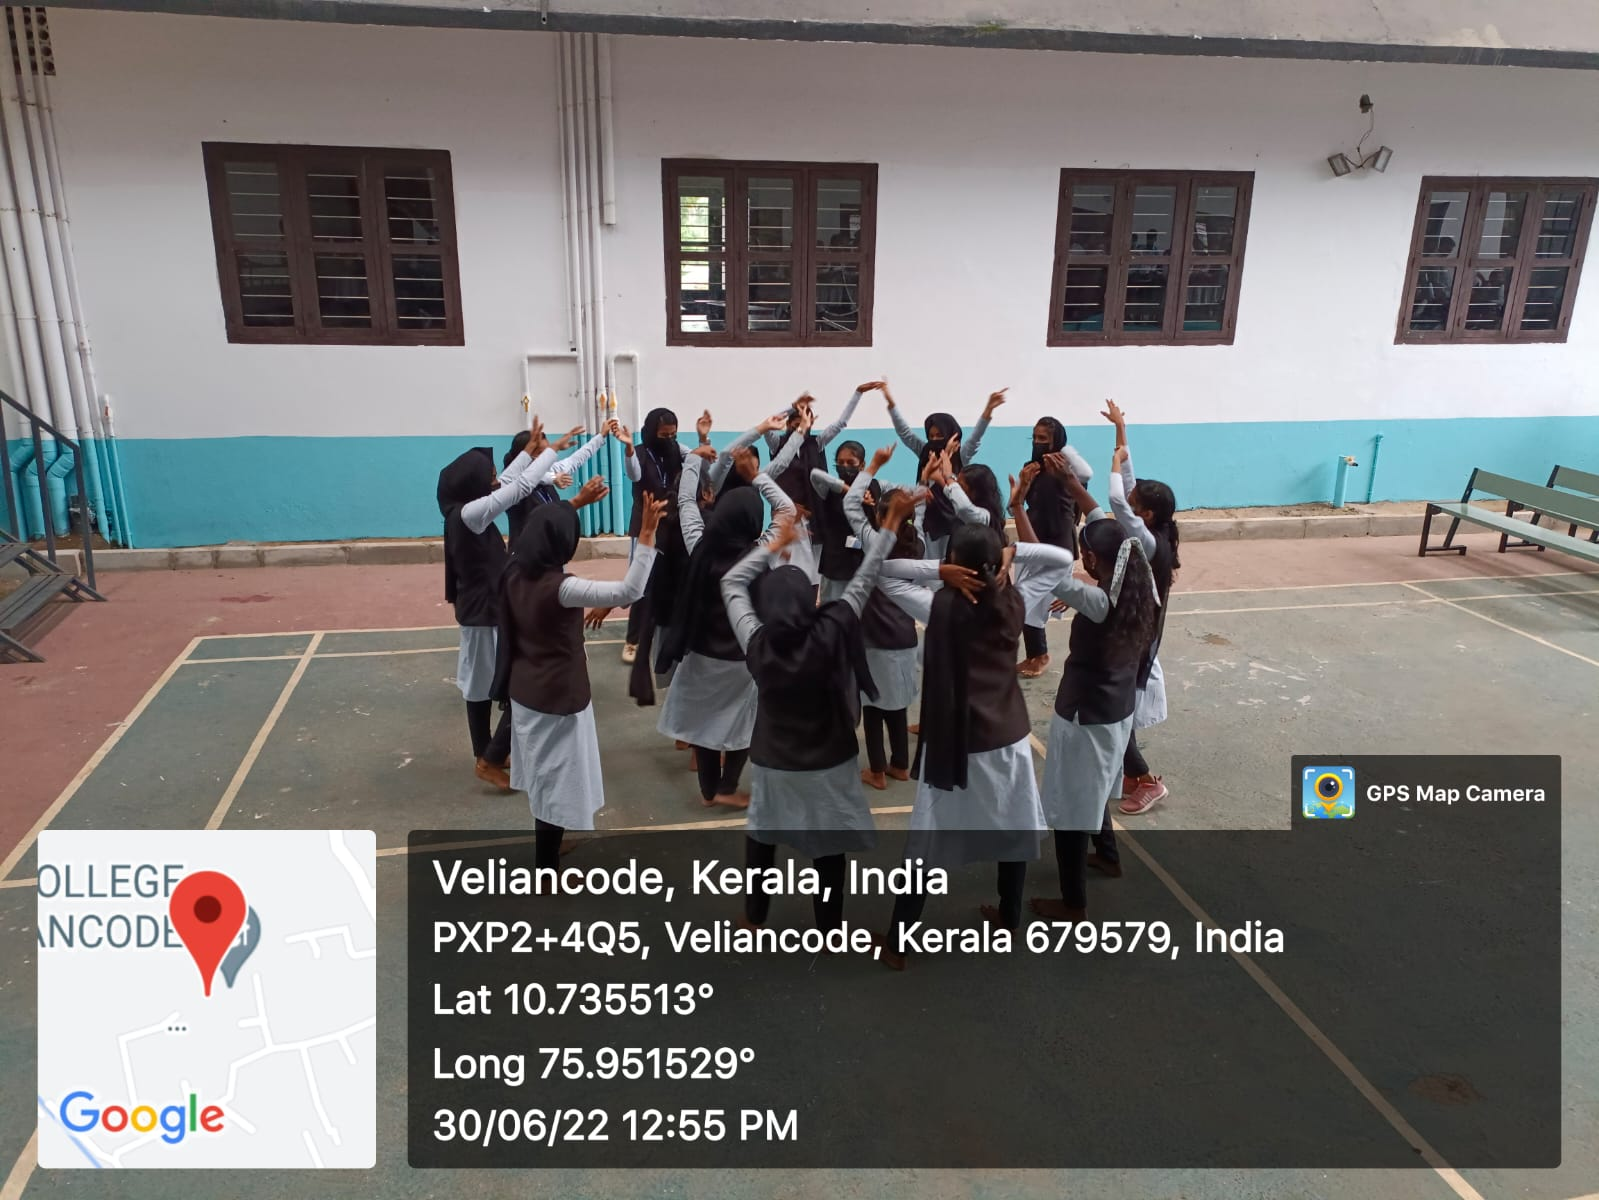 GPS Map Camera
OLLEGE
ANCODE
Google
Veliancode, Kerala, India
PXP2+4Q5, Veliancode, Kerala 679579, India
Lat 10.735513°
Long 75.951529°
30/06/22 12:55 PM